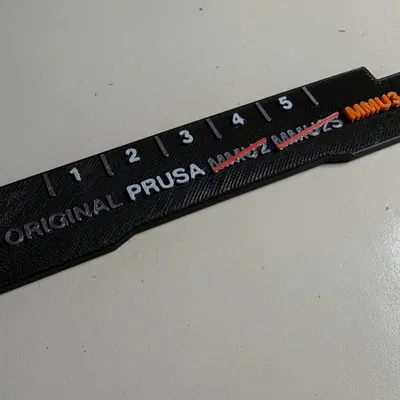 1 2 3 4 5
ORIGINAL PRUSA MMU2 MMU2S MMU3